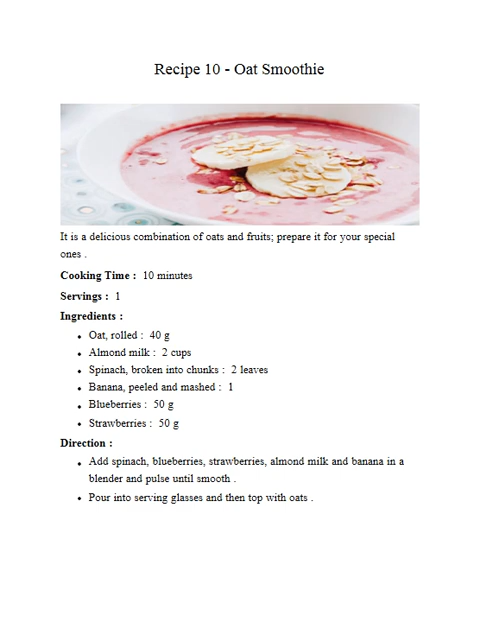 Recipe 10 - Oat Smoothie
It is a delicious combination of oats and fruits; prepare it for your special
ones .
Cooking Time : 10 minutes
Servings : 1
Ingredients :
• Oat, rolled : 40 g
• Almond milk : 2 cups
• Spinach, broken into chunks : 2 leaves
• Banana, peeled and mashed : 1
• Blueberries : 50 g
• Strawberries : 50 g
Direction :
• Add spinach, blueberries, strawberries, almond milk and banana in a
blender and pulse until smooth .
• Pour into serving glasses and then top with oats .